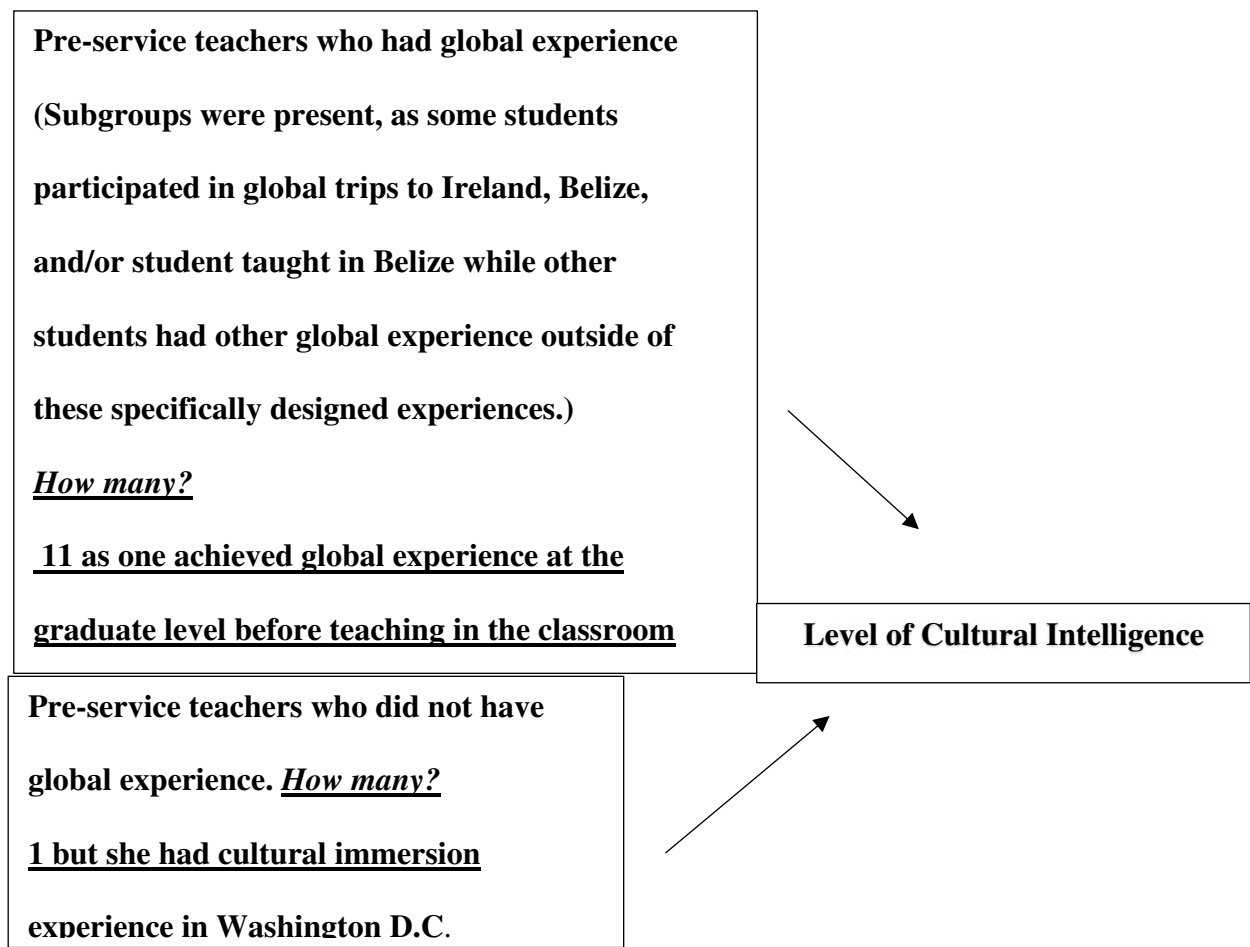 Pre-service teachers who had global experience
(Subgroups were present, as some students
participated in global trips to Ireland, Belize,
and/or student taught in Belize while other
students had other global experience outside of
these specifically designed experiences.)
How many?
11 as one achieved global experience at the
graduate level before teaching in the classroom
Level of Cultural Intelligence
Pre-service teachers who did not have
global experience. How many?
1 but she had cultural immersion
experience in Washington D.C.